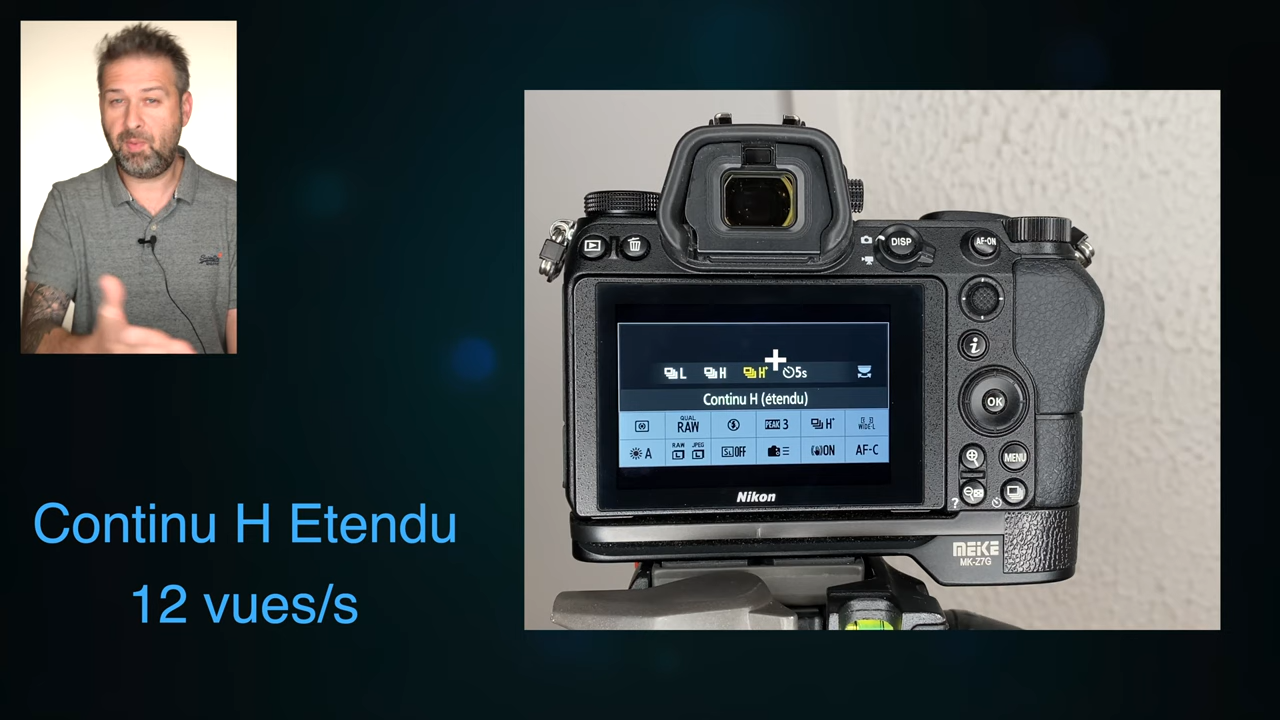 DISP
AF-ON
i
L H H* 5s
Continu H (étendu)
QUAL
RAW
PEAK 3
H*
WIDE-L
A
RAW
L
JPEG
L
OFF
ON
AF-C
OK
MENU
?
Nikon
MEIKE
MK-Z7G
Continu H Etendu
12 vues/s